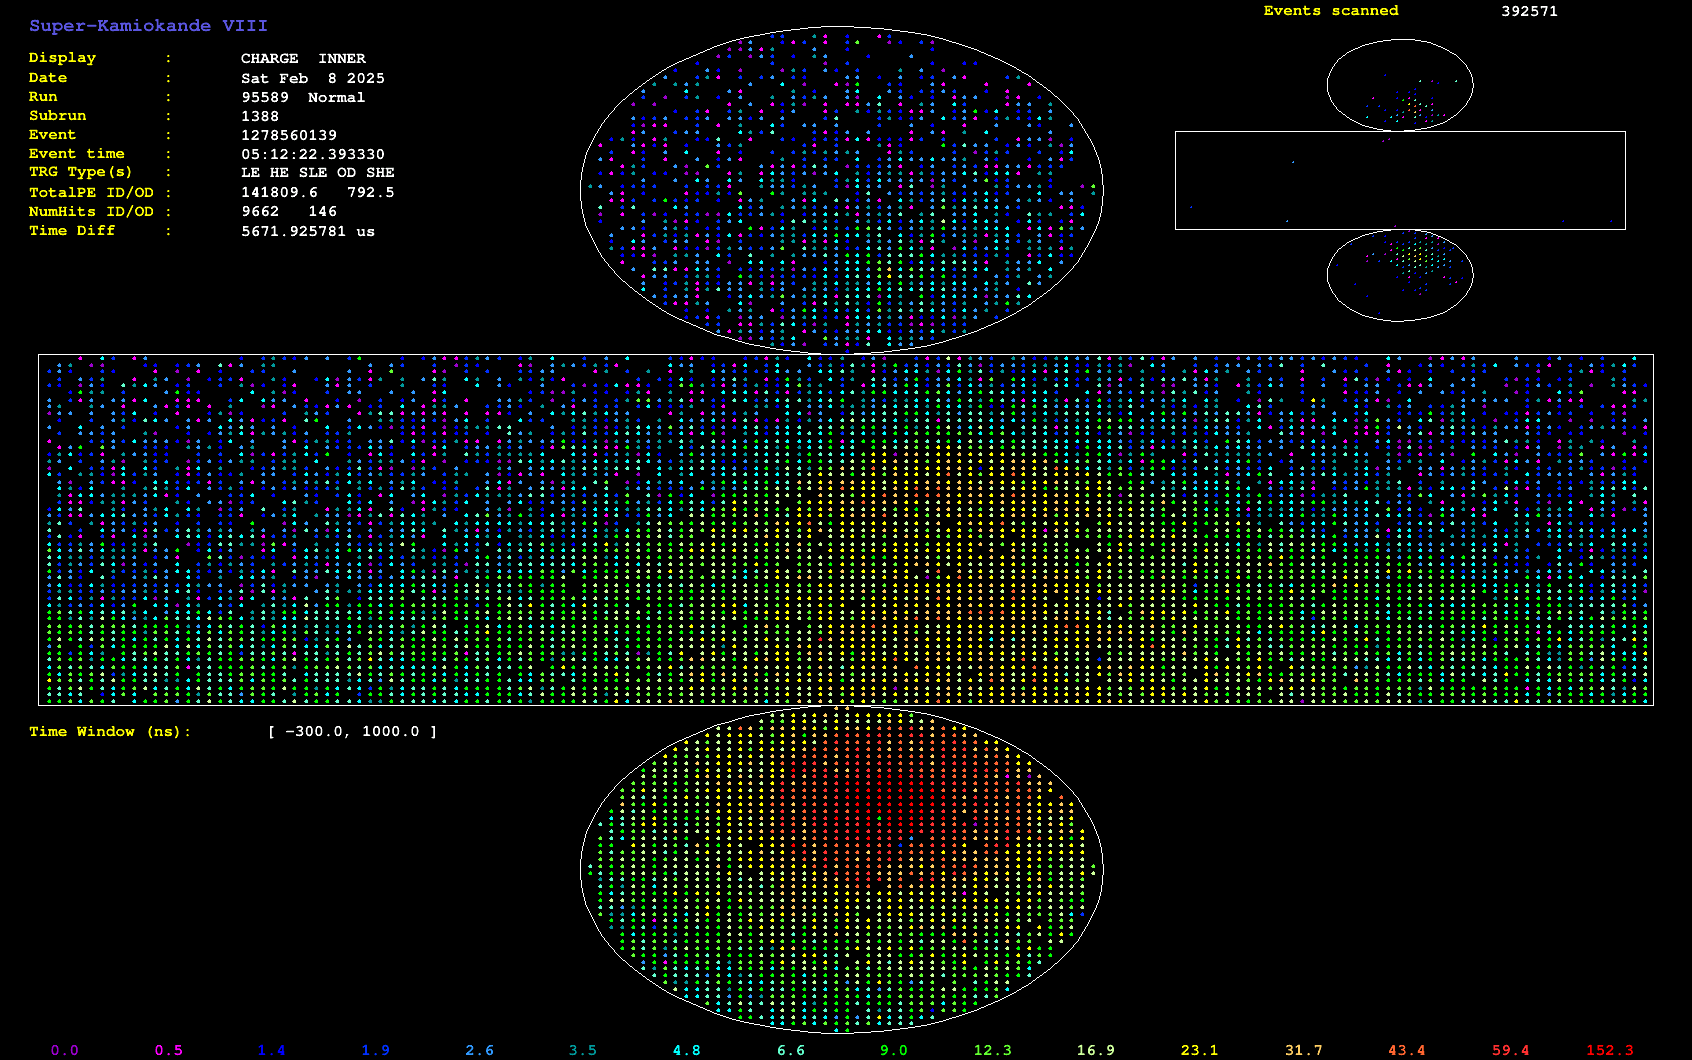 Super-Kamiokande VIII
Events scanned 392571
Display : CHARGE INNER
Date : Sat Feb 8 2025
Run : 95589 Normal
Subrun : 1388
Event : 1278560139
Event time : 05:12:22.393330
TRG Type(s) : LE HE SLE OD SHE
TotalPE ID/OD : 141809.6 792.5
NumHits ID/OD : 9662 146
Time Diff : 5671.925781 us
Time Window (ns): [ -300.0, 1000.0 ]
0.0 0.5 1.4 1.9 2.6 3.5 4.8 6.6 9.0 12.3 16.9 23.1 31.7 43.4 59.4 152.3